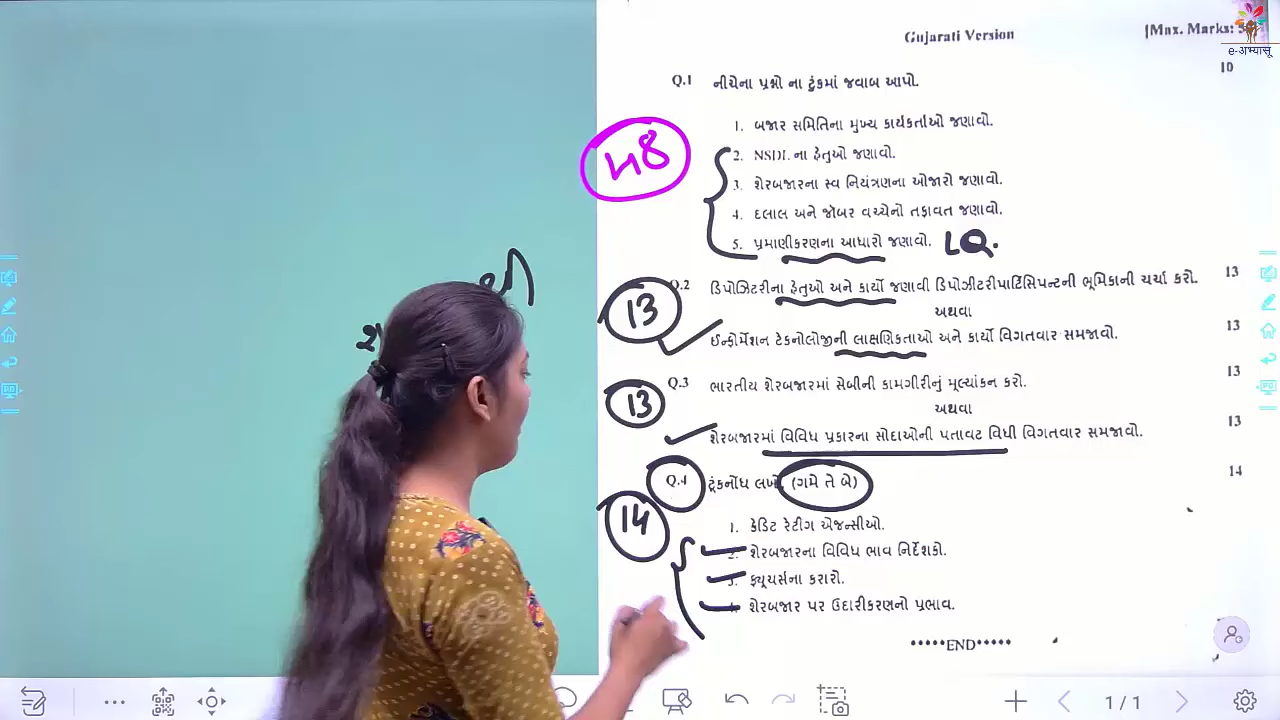 Gujarati Version
[Max. Marks:
e-अभ्यासू
10
Q.1 નીચેના પ્રશ્નો ના ટુંકમાં જવાબ આપો.
1. બજાર સમિતિના મુખ્ય કાર્યકર્તાઓ જણાવો.
48
2. NSDL ના હેતુઓ જણાવો.
3. શેરબજારના સ્વ નિયંત્રણના ઓજારો જણાવો.
4. દલાલ અને જૉબર વચ્ચેનો તફાવત જણાવો.
5. પ્રમાણીકરણના આધારો જણાવો. LQ.
Q.2 ડિપોઝિટરીના હેતુઓ અને કાર્યો જણાવી ડિપોઝીટરીપાર્ટિસિપન્ટની ભૂમિકાની ચર્ચા કરો. 13
13
અથવા
ઈન્ફોર્મેશન ટેકનોલોજીની લાક્ષણિકતાઓ અને કાર્યો વિગતવાર સમજાવો. 13
Q.3 ભારતીય શેરબજારમાં સેબીની કામગીરીનું મૂલ્યાંકન કરો. 13
13
અથવા
શેરબજારમાં વિવિધ પ્રકારના સોદાઓની પતાવટ વિધી વિગતવાર સમજાવો. 13
Q.4 ટૂંકનોંધ લખો. (ગમે તે બે) 14
14
1. ક્રેડિટ રેટીગ એજન્સીઓ.
2. શેરબજારના વિવિધ ભાવ નિર્દેશકો.
3. ફ્યૂચર્સના કરારો.
4. શેરબજાર પર ઉદારીકરણનો પ્રભાવ.
*****END*****
1/1